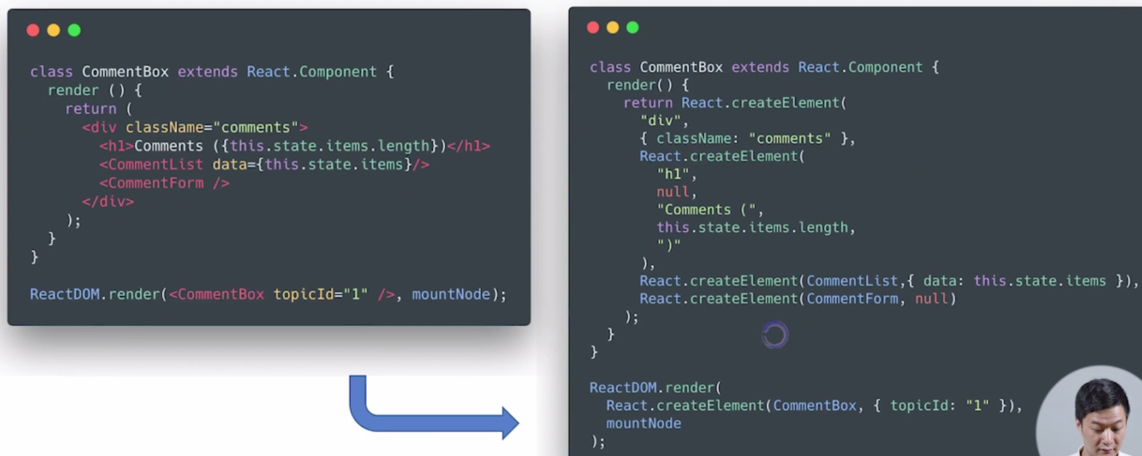 class CommentBox extends React.Component {
  render () {
    return (
      <div className="comments">
        <h1>Comments ({this.state.items.length})</h1>
        <CommentList data={this.state.items}/>
        <CommentForm />
      </div>
    );
  }
}
ReactDOM.render(<CommentBox topicId="1" />, mountNode);
class CommentBox extends React.Component {
  render() {
    return React.createElement(
      "div",
      { className: "comments" },
      React.createElement(
        "h1",
        null,
        "Comments (",
        this.state.items.length,
        ")"
      ),
      React.createElement(CommentList,{ data: this.state.items }),
      React.createElement(CommentForm, null)
    );
  }
}
ReactDOM.render(
  React.createElement(CommentBox, { topicId: "1" }),
  mountNode
);